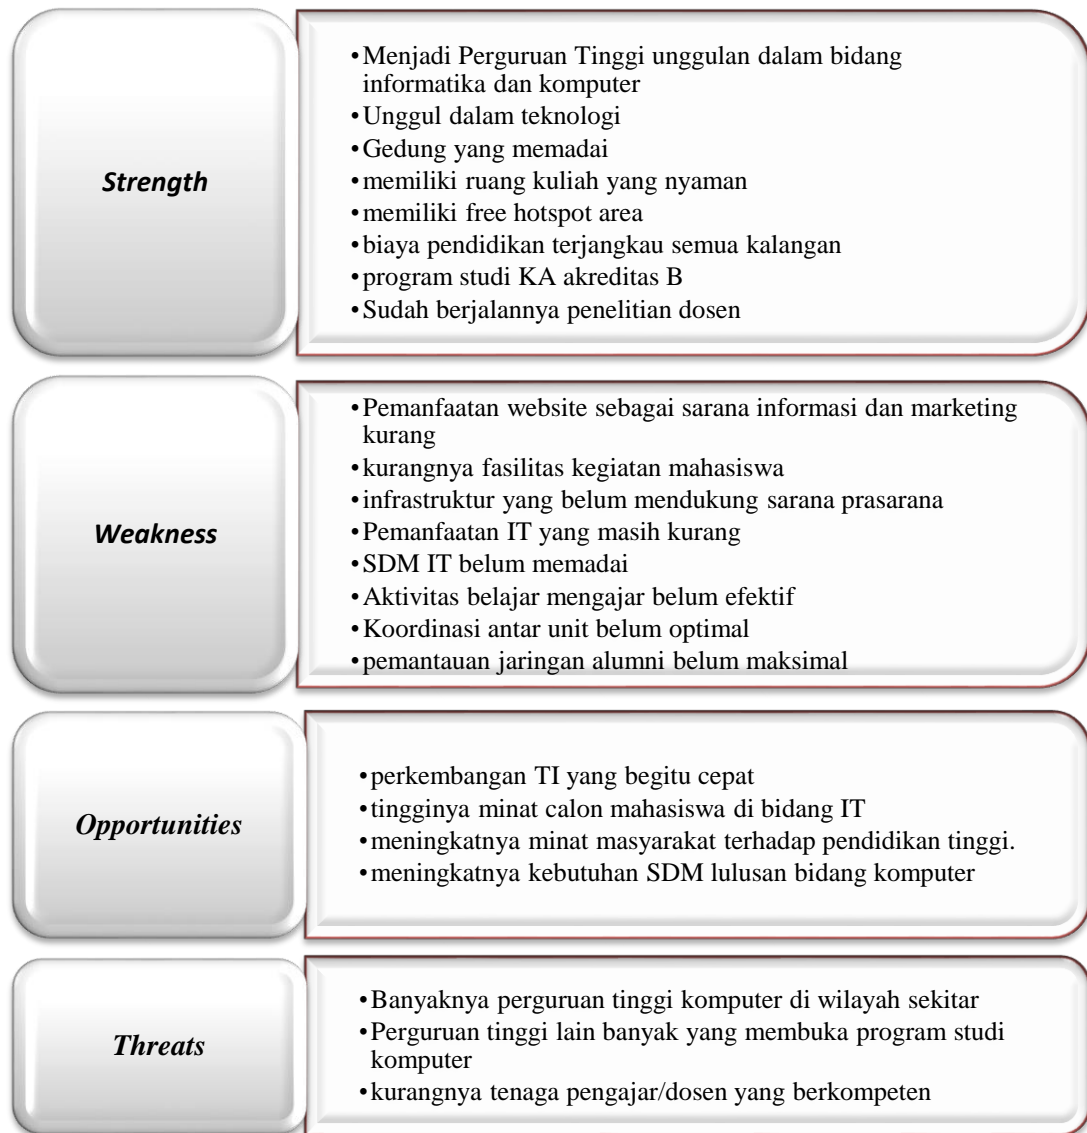 Strength
•Menjadi Perguruan Tinggi unggulan dalam bidang
informatika dan komputer
•Unggul dalam teknologi
•Gedung yang memadai
•memiliki ruang kuliah yang nyaman
•memiliki free hotspot area
•biaya pendidikan terjangkau semua kalangan
•program studi KA akreditas B
•Sudah berjalannya penelitian dosen
Weakness
•Pemanfaatan website sebagai sarana informasi dan marketing
kurang
•kurangnya fasilitas kegiatan mahasiswa
•infrastruktur yang belum mendukung sarana prasarana
•Pemanfaatan IT yang masih kurang
•SDM IT belum memadai
•Aktivitas belajar mengajar belum efektif
•Koordinasi antar unit belum optimal
•pemantauan jaringan alumni belum maksimal
Opportunities
•perkembangan TI yang begitu cepat
•tingginya minat calon mahasiswa di bidang IT
•meningkatnya minat masyarakat terhadap pendidikan tinggi.
•meningkatnya kebutuhan SDM lulusan bidang komputer
Threats
•Banyaknya perguruan tinggi komputer di wilayah sekitar
•Perguruan tinggi lain banyak yang membuka program studi
komputer
•kurangnya tenaga pengajar/dosen yang berkompeten